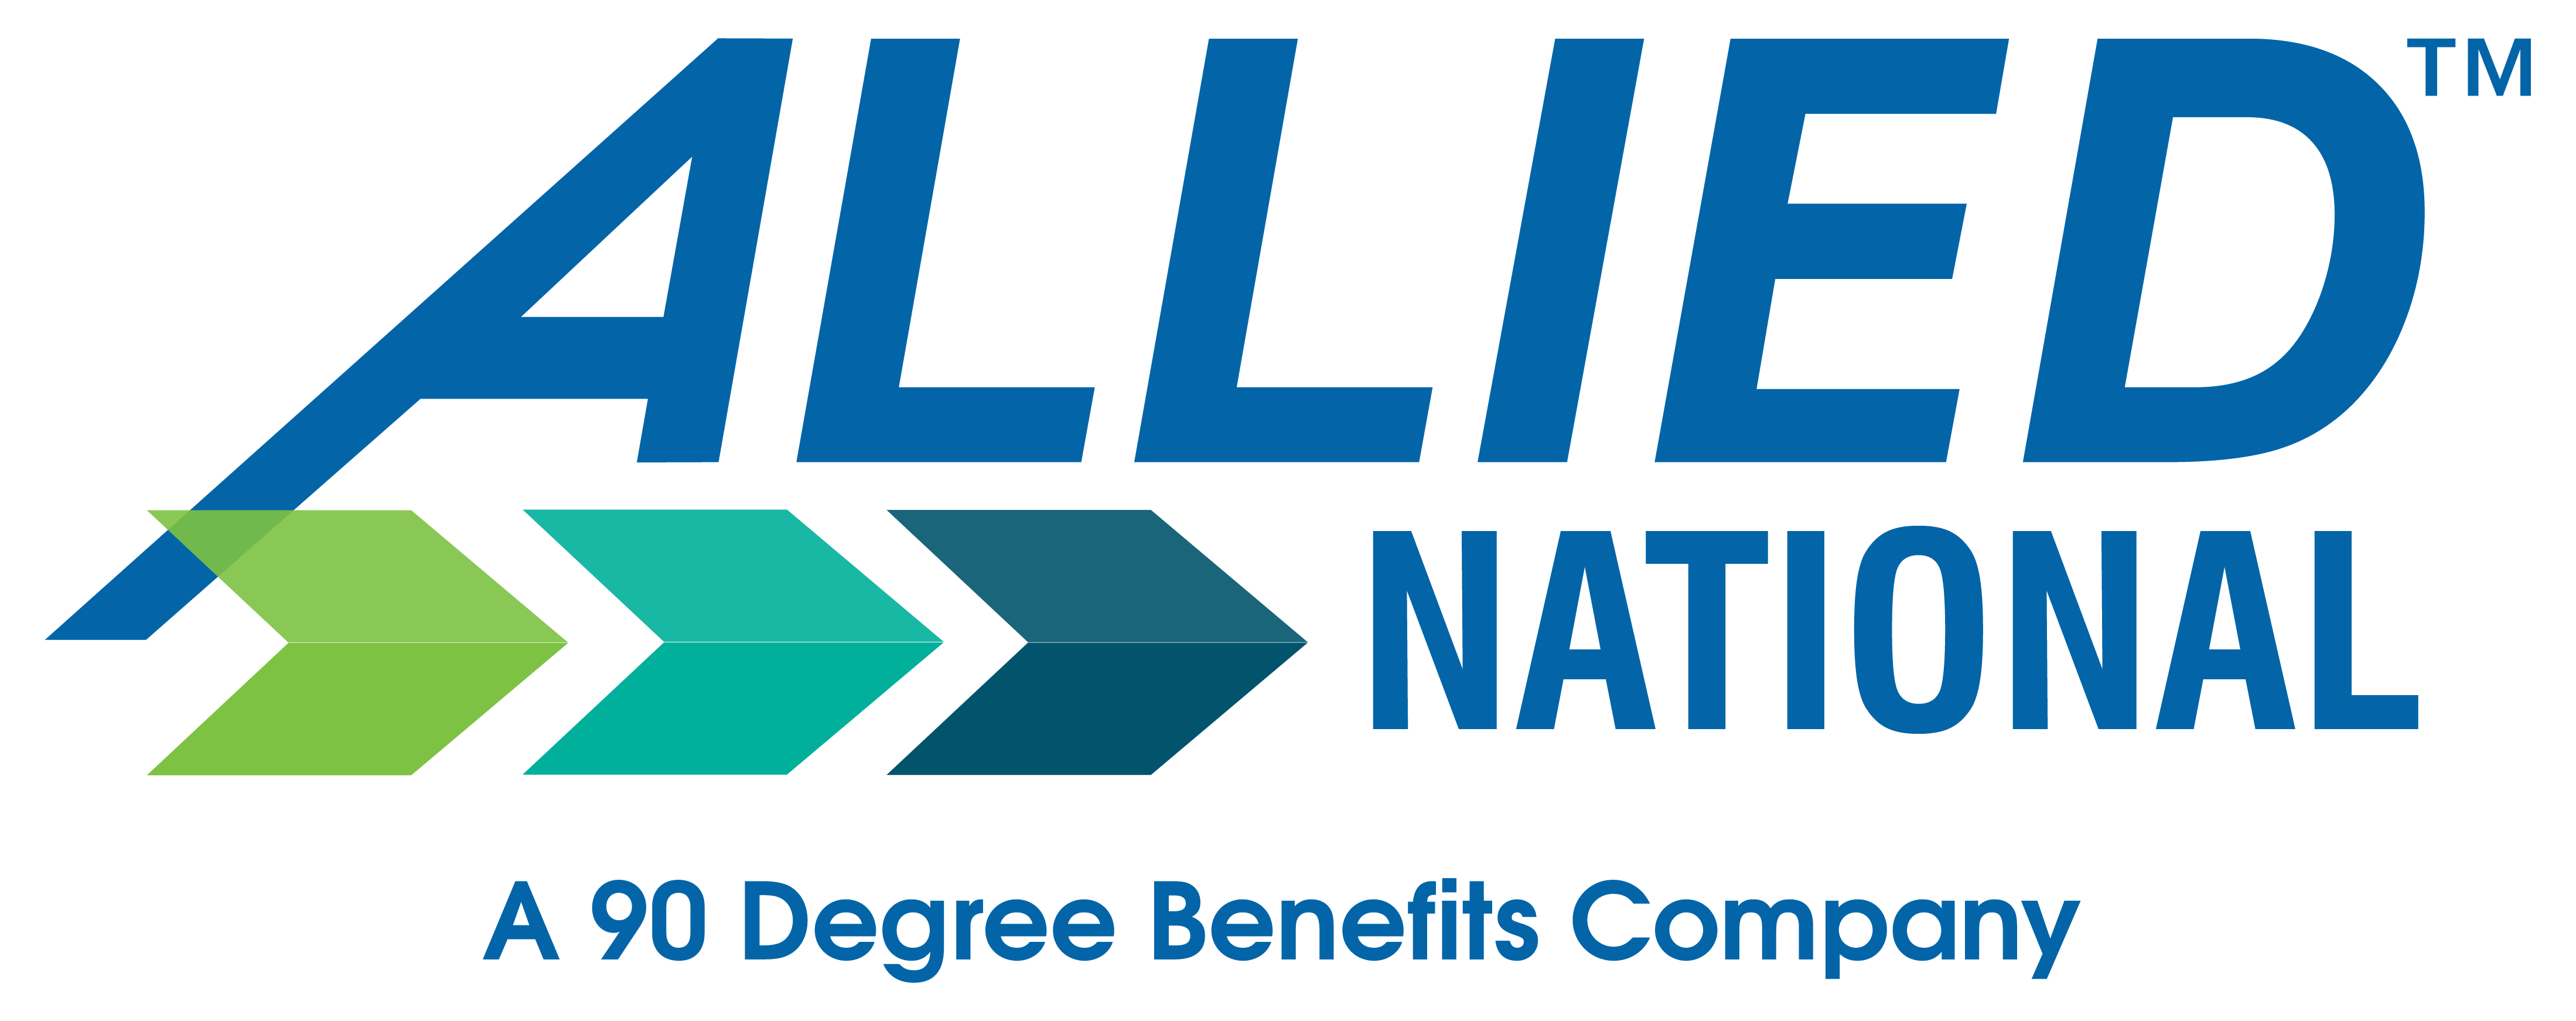 ALLIED™
NATIONAL
A 90 Degree Benefits Company